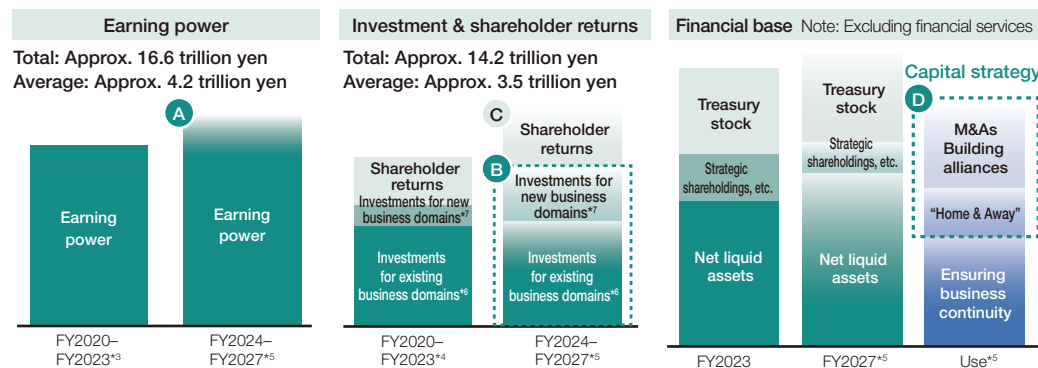 Earning power
Total: Approx. 16.6 trillion yen
Average: Approx. 4.2 trillion yen
A
Earning
power
Earning
power
FY2020–
FY2023*3
FY2024–
FY2027*5
Investment & shareholder returns
Total: Approx. 14.2 trillion yen
Average: Approx. 3.5 trillion yen
C
Shareholder
returns
B
Shareholder
returns
Investments for new
business domains*7
Investments for
new business
domains*7
Investments
for existing
business domains*6
Investments
for existing
business domains*6
FY2020–
FY2023*4
FY2024–
FY2027*5
Financial base Note: Excluding financial services
Capital strategy
D
Treasury
stock
Strategic
shareholdings, etc.
Net liquid
assets
Treasury
stock
Strategic
shareholdings, etc.
Net liquid
assets
M&As
Building
alliances
“Home & Away”
Ensuring
business
continuity
FY2023
FY2027*5
Use*5